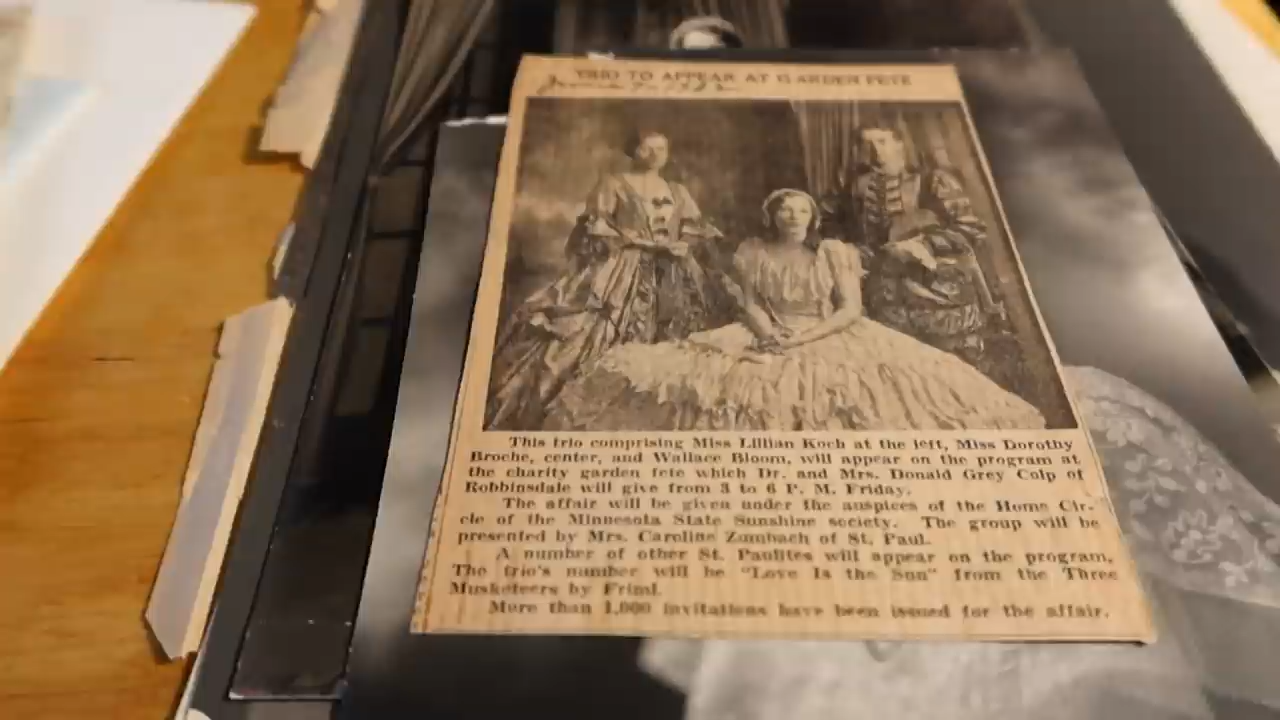 TRIO TO APPEAR AT GARDEN FETE
This trio comprising Miss Lillian Koch at the left, Miss Dorothy
Broche, center, and Wallace Bloom, will appear on the program at
the charity garden fete which Dr. and Mrs. Donald Grey Colp of
Robbinsdale will give from 3 to 6 P. M. Friday.
The affair will be given under the auspices of the Home Cir-
cle of the Minnesota State Sunshine society. The group will be
presented by Mrs. Caroline Zumbach of St. Paul.
A number of other St. Paulites will appear on the program,
The trio's number will be "Love Is the Sun" from the Three
Musketeers by Friml.
More than 1,000 invitations have been issued for the affair.